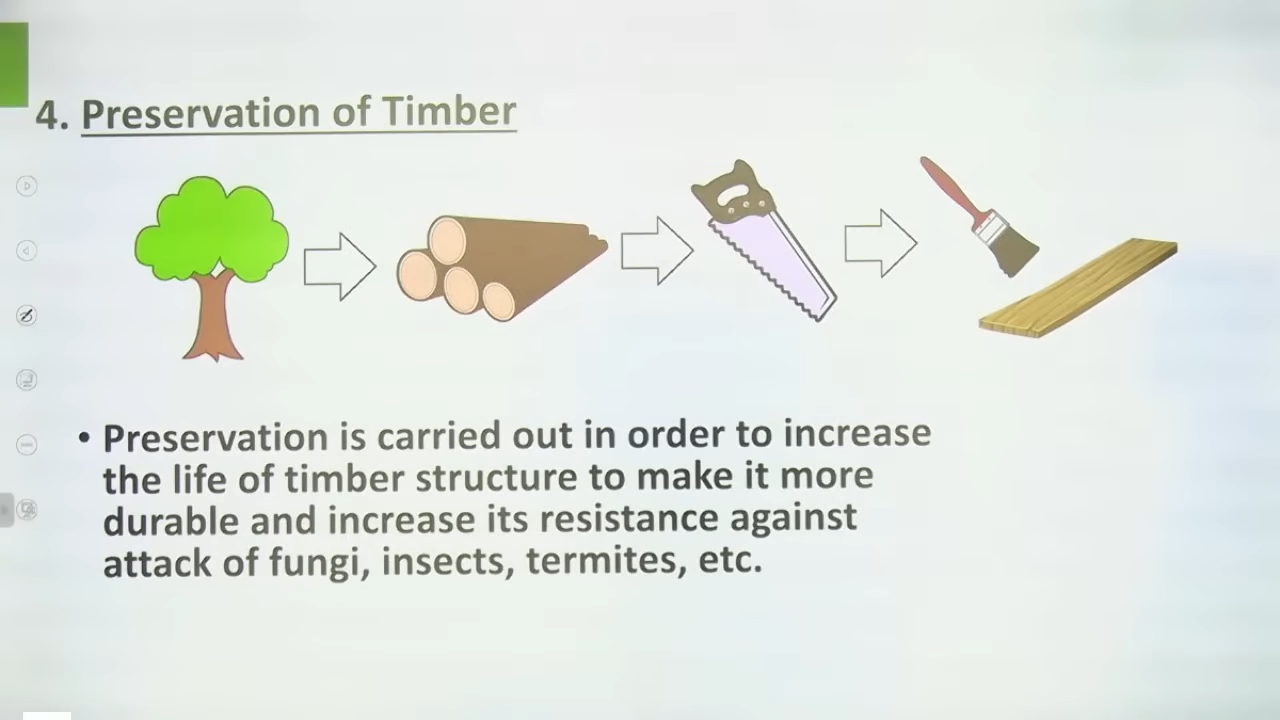 4. Preservation of Timber
• Preservation is carried out in order to increase
the life of timber structure to make it more
durable and increase its resistance against
attack of fungi, insects, termites, etc.